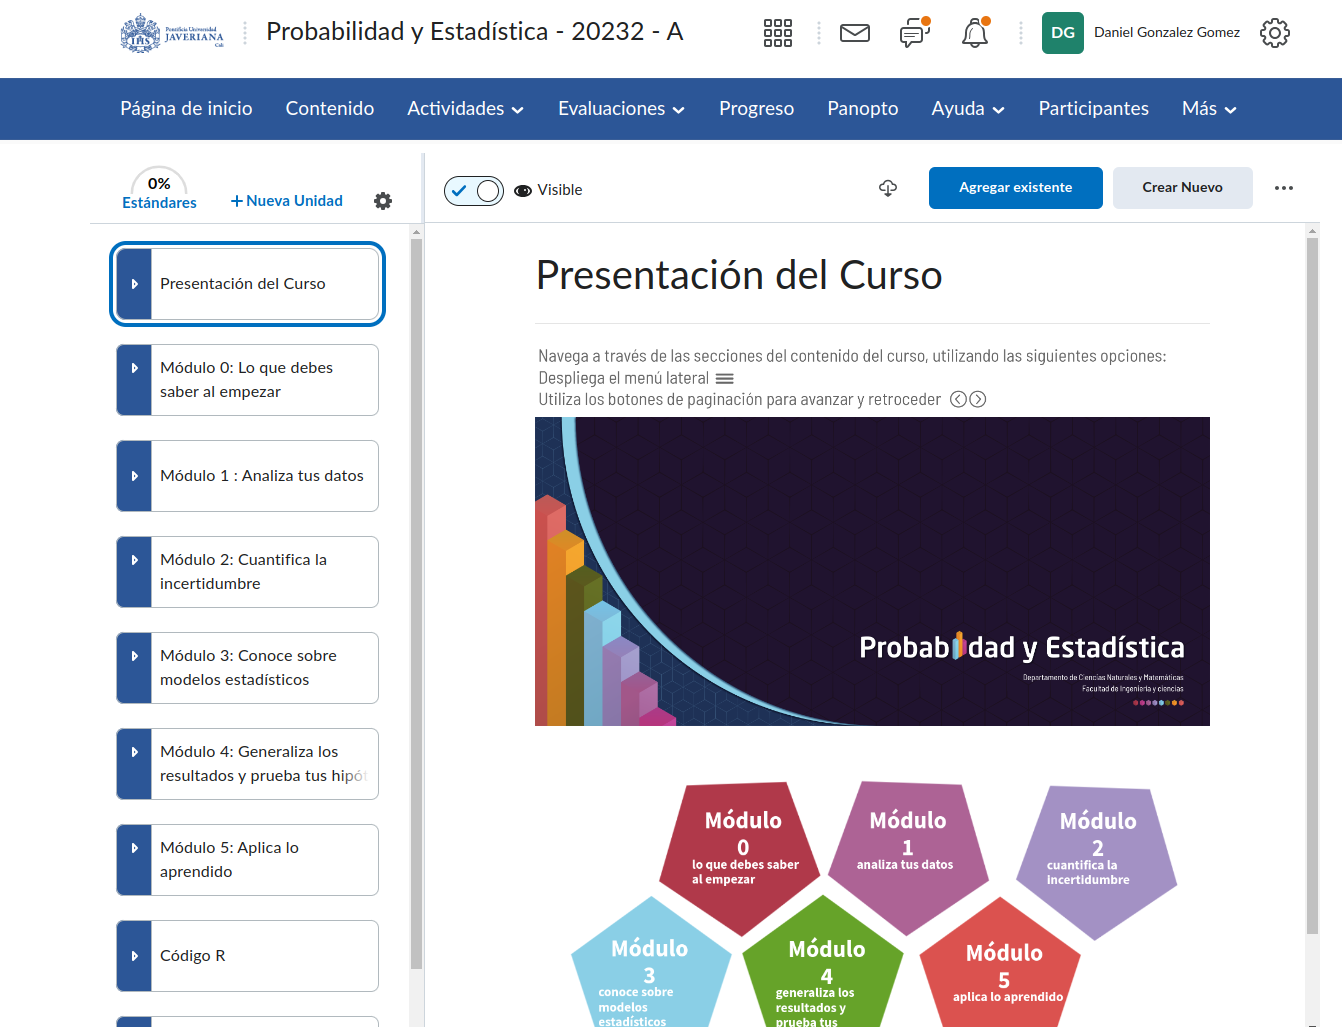 Pontificia Universidad
JAVERIANA
Cali
Probabilidad y Estadística - 20232 - A
DG
Daniel Gonzalez Gomez
Página de inicio
Contenido
Actividades
Evaluaciones
Progreso
Panopto
Ayuda
Participantes
Más
0%
Estándares
+ Nueva Unidad
Visible
Agregar existente
Crear Nuevo
Presentación del Curso
Módulo 0: Lo que debes
saber al empezar
Módulo 1 : Analiza tus datos
Módulo 2: Cuantifica la
incertidumbre
Módulo 3: Conoce sobre
modelos estadísticos
Módulo 4: Generaliza los
resultados y prueba tus hipót
Módulo 5: Aplica lo
aprendido
Código R
Presentación del Curso
Navega a través de las secciones del contenido del curso, utilizando las siguientes opciones:
Despliega el menú lateral
Utiliza los botones de paginación para avanzar y retroceder
Probabilidad y Estadística
Departamento de Ciencias Naturales y Matemáticas
Facultad de Ingeniería y ciencias
Módulo
0
lo que debes saber
al empezar
Módulo
1
analiza tus datos
Módulo
2
cuantifica la
incertidumbre
Módulo
3
conoce sobre
modelos
estadísticos
Módulo
4
generaliza los
resultados y
prueba tus
Módulo
5
aplica lo aprendido